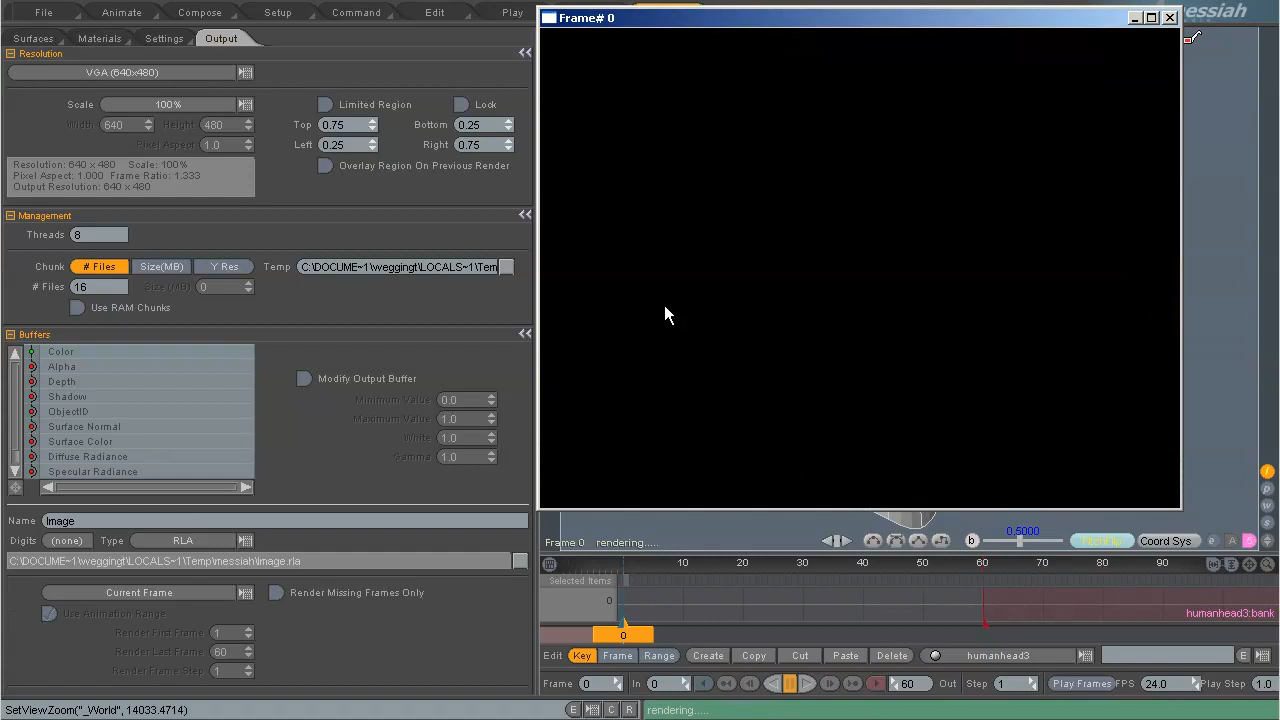 File Animate Compose Setup Command Edit Play
Frame# 0
Surfaces Materials Settings Output
Resolution
VGA (640x480)
Scale 100% Limited Region Lock
Width 640 Height 480 Top 0.75 Bottom 0.25
Pixel Aspect 1.0 Left 0.25 Right 0.75
Resolution: 640 x 480 Scale: 100% Overlay Region On Previous Render
Pixel Aspect: 1.000 Frame Ratio: 1.333
Output Resolution: 640 x 480
Management
Threads 8
Chunk # Files Size(MB) Y Res Temp C:\DOCUME~1\weggingt\LOCALS~1\Tem
# Files 16 Size (MB) 0
Use RAM Chunks
Buffers
Color
Alpha
Depth
Shadow
ObjectID
Surface Normal
Surface Color
Diffuse Radiance
Specular Radiance
Modify Output Buffer
Minimum Value 0.0
Maximum Value 1.0
White 1.0
Gamma 1.0
Name Image
Digits (none) Type RLA
C:\DOCUME~1\weggingt\LOCALS~1\Temp\messiah\Image.rla
Current Frame Render Missing Frames Only
Use Animation Range
Render First Frame 1
Render Last Frame 60
Render Frame Step 1
SetViewZoom("_World", 14033.4714) E C R rendering.....
i
p
w
s
Frame 0 rendering..... b 0.5000 Coord Sys e A S
10 20 30 40 50 60 70 80 90
Selected Items
0
humanhead3:bank
0
Edit Key Frame Range Create Copy Cut Paste Delete humanhead3 E
Frame 0 In 0 60 Out Step 1 Play Frames FPS 24.0 Play Step 1.0